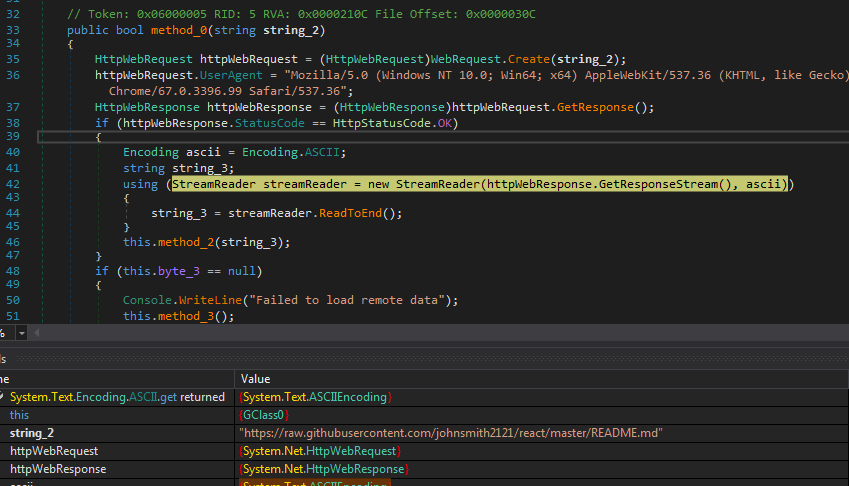 32 // Token: 0x06000005 RID: 5 RVA: 0x0000210C File Offset: 0x0000030C
33 public bool method_0(string string_2)
34 {
35 HttpWebRequest httpWebRequest = (HttpWebRequest)WebRequest.Create(string_2);
36 httpWebRequest.UserAgent = "Mozilla/5.0 (Windows NT 10.0; Win64; x64) AppleWebKit/537.36 (KHTML, like Gecko)
Chrome/67.0.3396.99 Safari/537.36";
37 HttpWebResponse httpWebResponse = (HttpWebResponse)httpWebRequest.GetResponse();
38 if (httpWebResponse.StatusCode == HttpStatusCode.OK)
39 {
40 Encoding ascii = Encoding.ASCII;
41 string string_3;
42 using (StreamReader streamReader = new StreamReader(httpWebResponse.GetResponseStream(), ascii))
43 {
44 string_3 = streamReader.ReadToEnd();
45 }
46 this.method_2(string_3);
47 }
48 if (this.byte_3 == null)
49 {
50 Console.WriteLine("Failed to load remote data");
51 this.method_3();
%
ls
me Value
System.Text.Encoding.ASCII.get returned {System.Text.ASCIIEncoding}
this {GClass0}
string_2 "https://raw.githubusercontent.com/johnsmith2121/react/master/README.md"
httpWebRequest {System.Net.HttpWebRequest}
httpWebResponse {System.Net.HttpWebResponse}
ascii {System.Text.ASCIIEncoding}